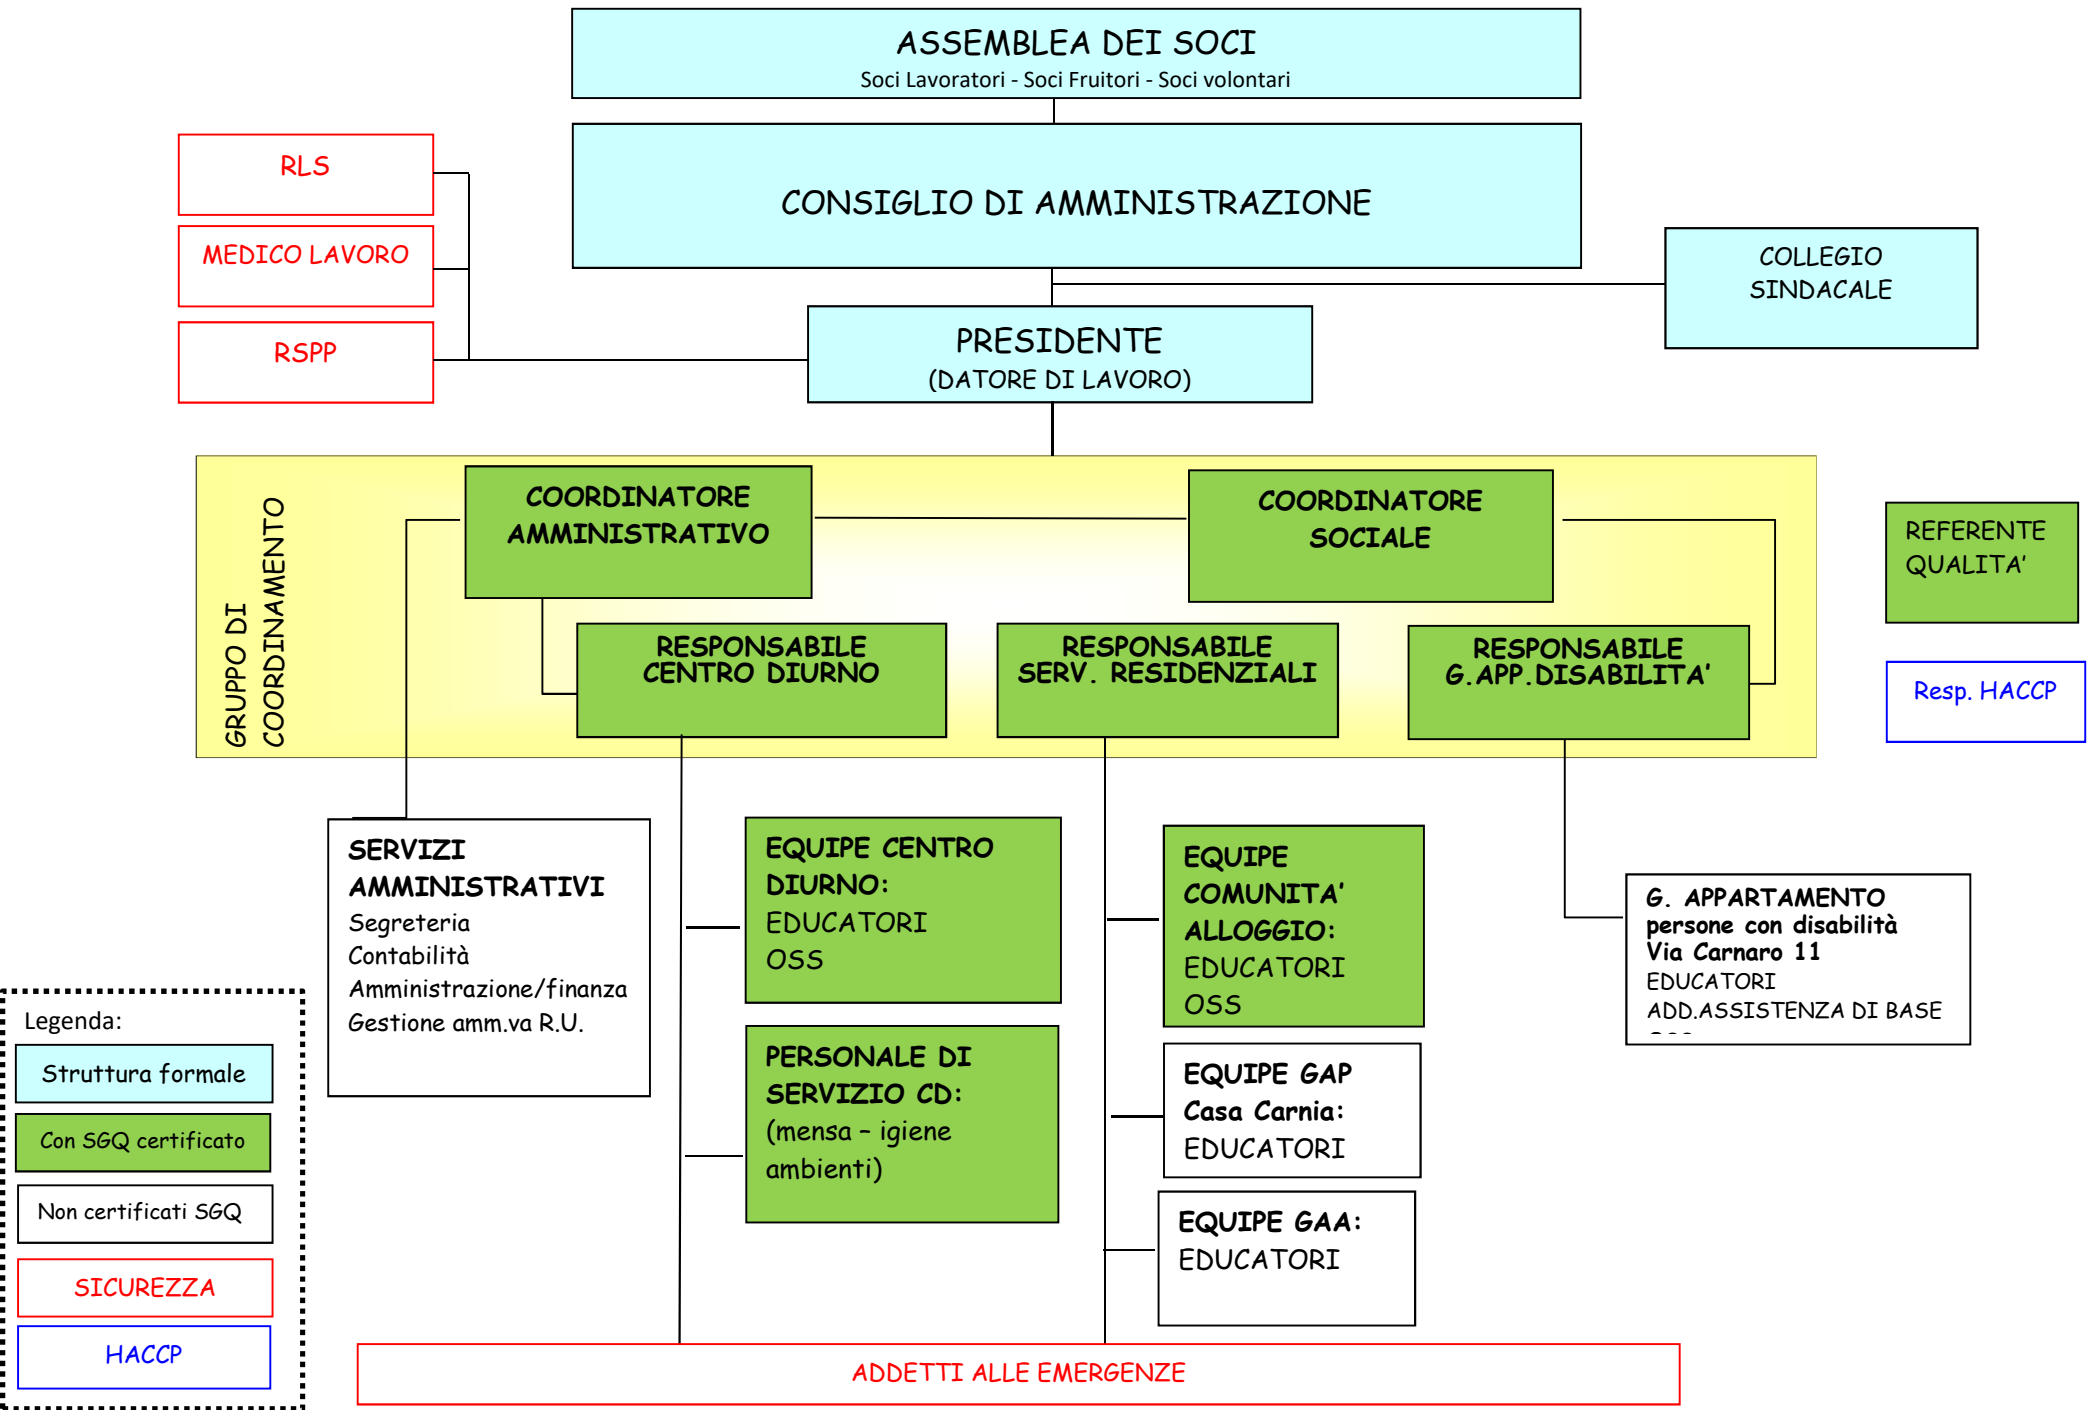 ASSEMBLEA DEI SOCI
Soci Lavoratori - Soci Fruitori - Soci volontari
CONSIGLIO DI AMMINISTRAZIONE
RLS
MEDICO LAVORO
RSPP
COLLEGIO
SINDACALE
PRESIDENTE
(DATORE DI LAVORO)
GRUPPO DI
COORDINAMENTO
COORDINATORE
AMMINISTRATIVO
COORDINATORE
SOCIALE
REFERENTE
QUALITA’
RESPONSABILE
CENTRO DIURNO
RESPONSABILE
SERV. RESIDENZIALI
RESPONSABILE
G.APP.DISABILITA’
Resp. HACCP
SERVIZI
AMMINISTRATIVI
Segreteria
Contabilità
Amministrazione/finanza
Gestione amm.va R.U.
EQUIPE CENTRO
DIURNO:
EDUCATORI
OSS
PERSONALE DI
SERVIZIO CD:
(mensa – igiene
ambienti)
EQUIPE
COMUNITA’
ALLOGGIO:
EDUCATORI
OSS
EQUIPE GAP
Casa Carnia:
EDUCATORI
EQUIPE GAA:
EDUCATORI
G. APPARTAMENTO
persone con disabilità
Via Carnaro 11
EDUCATORI
ADD.ASSISTENZA DI BASE
Legenda:
Struttura formale
Con SGQ certificato
Non certificati SGQ
SICUREZZA
HACCP
ADDETTI ALLE EMERGENZE